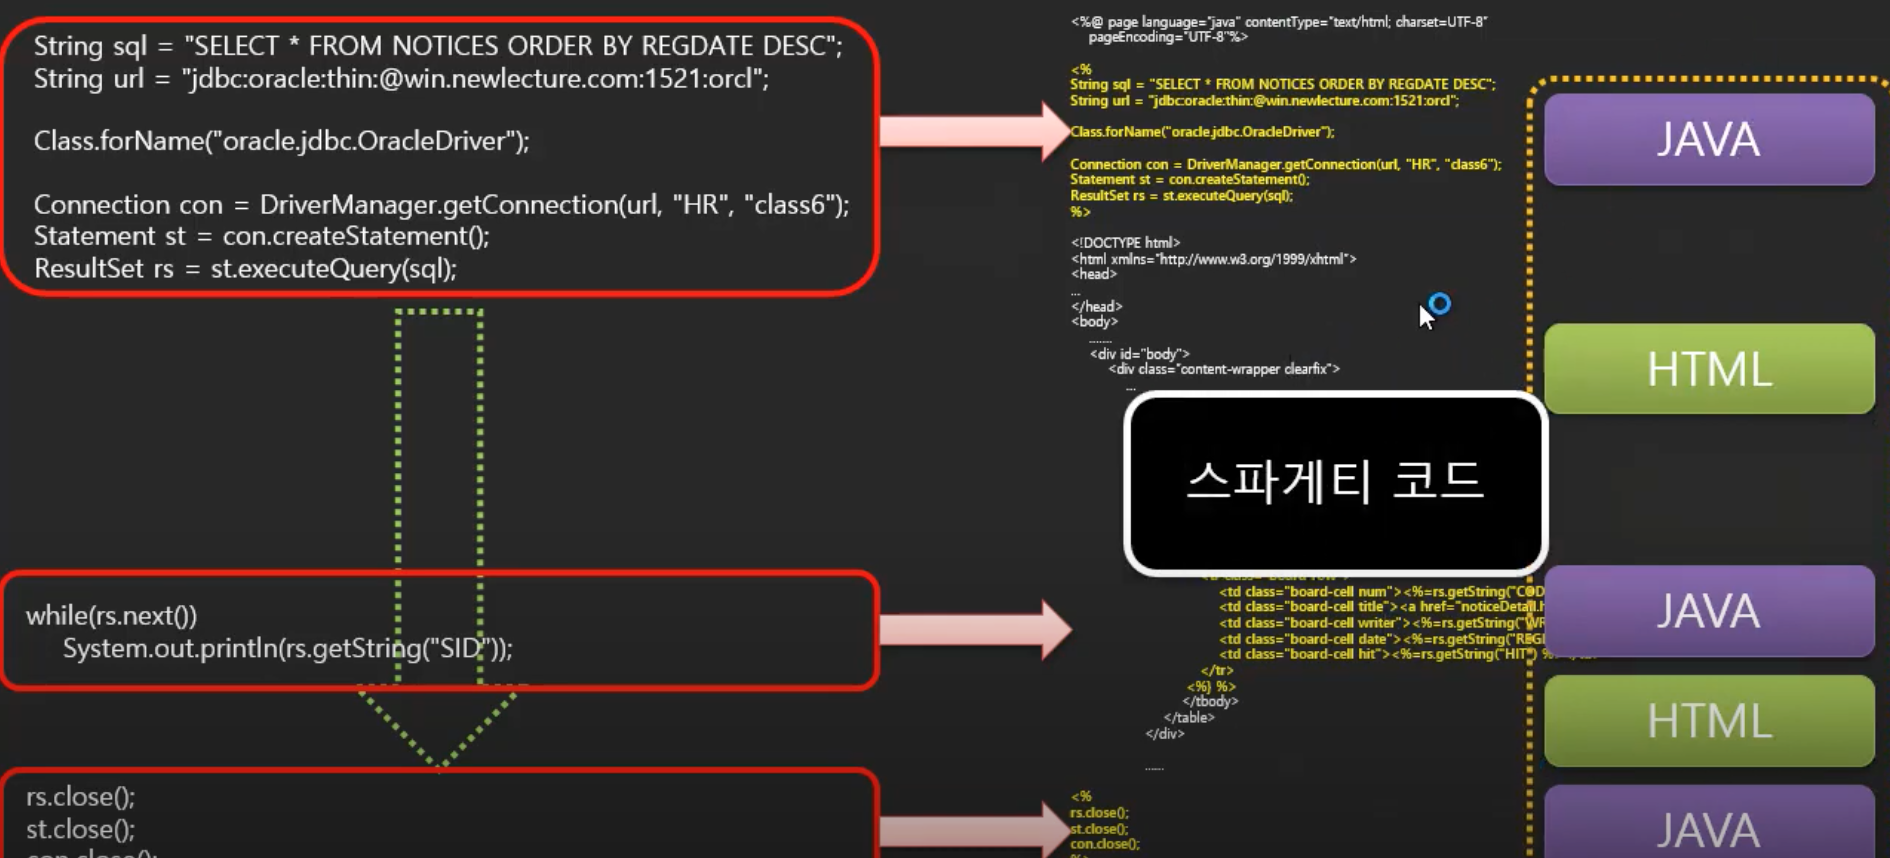 String sql = "SELECT * FROM NOTICES ORDER BY REGDATE DESC";
String url = "jdbc:oracle:thin:@win.newlecture.com:1521:orcl";
Class.forName("oracle.jdbc.OracleDriver");
Connection con = DriverManager.getConnection(url, "HR", "class6");
Statement st = con.createStatement();
ResultSet rs = st.executeQuery(sql);
while(rs.next())
System.out.println(rs.getString("SID"));
rs.close();
st.close();
con.close();
<%@ page language="java" contentType="text/html; charset=UTF-8"
pageEncoding="UTF-8"%>
<%
String sql = "SELECT * FROM NOTICES ORDER BY REGDATE DESC";
String url = "jdbc:oracle:thin:@win.newlecture.com:1521:orcl";
Class.forName("oracle.jdbc.OracleDriver");
Connection con = DriverManager.getConnection(url, "HR", "class6");
Statement st = con.createStatement();
ResultSet rs = st.executeQuery(sql);
%>
<!DOCTYPE html>
<html xmlns="http://www.w3.org/1999/xhtml">
<head>
...
</head>
<body>
........
<div id="body">
<div class="content-wrapper clearfix">
...
스파게티 코드
<td class="board-cell num"><%=rs.getString("COD
<td class="board-cell title"><a href="noticeDetail.
<td class="board-cell writer"><%=rs.getString("WR
<td class="board-cell date"><%=rs.getString("REGI
<td class="board-cell hit"><%=rs.getString("HIT")
</tr>
<%} %>
</tbody>
</table>
</div>
......
<%
rs.close();
st.close();
con.close();
JAVA
HTML
JAVA
HTML
JAVA